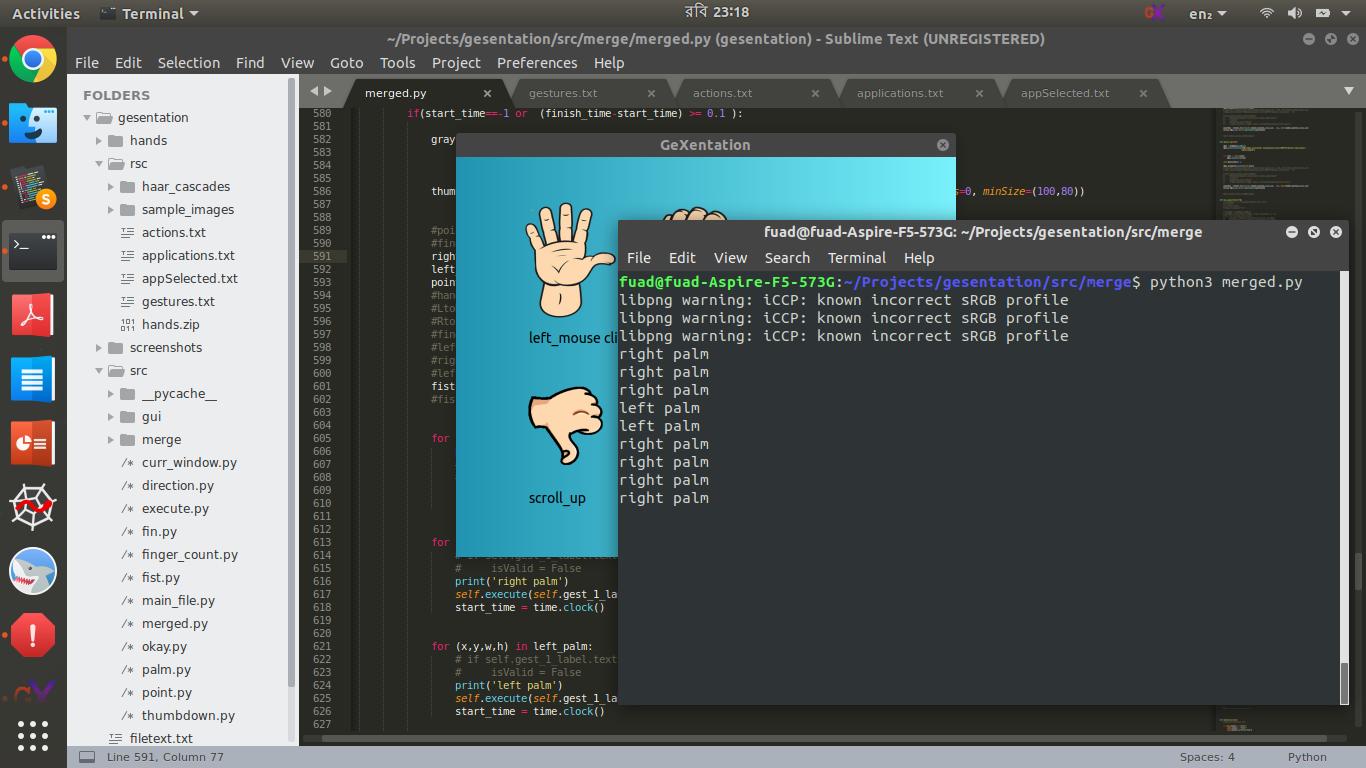 Activities
Terminal
রবি 23:18
en₂
~/Projects/gesentation/src/merge/merged.py (gesentation) - Sublime Text (UNREGISTERED)
File Edit Selection Find View Goto Tools Project Preferences Help
FOLDERS
gesentation
hands
rsc
haar_cascades
sample_images
actions.txt
applications.txt
appSelected.txt
gestures.txt
hands.zip
screenshots
src
__pycache__
gui
merge
curr_window.py
direction.py
execute.py
fin.py
finger_count.py
fist.py
main_file.py
merged.py
okay.py
palm.py
point.py
thumbdown.py
filetext.txt
merged.py gestures.txt actions.txt applications.txt appSelected.txt
580 if(start_time==-1 or (finish_time-start_time) >= 0.1 ):
581
582 gray
583
584
585
586 thum s=0, minSize=(100,80))
587
588
589 #poi
590 #fin
591 righ
592 left
593 poin
594 #han
595 #Lto
596 #Rto
597 #fin
598 #lef
599 #rig
600 #lef
601 fist
602 #fis
603
604
605 for
606
607
608
609
610
611
612
613 for
614 # if self.gest_1_label.text
615 # isValid = False
616 print('right palm')
617 self.execute(self.gest_1_la
618 start_time = time.clock()
619
620
621 for (x,y,w,h) in left_palm:
622 # if self.gest_1_label.text
623 # isValid = False
624 print('left palm')
625 self.execute(self.gest_1_la
626 start_time = time.clock()
627
GeXentation
left_mouse cli
scroll_up
fuad@fuad-Aspire-F5-573G: ~/Projects/gesentation/src/merge
File Edit View Search Terminal Help
fuad@fuad-Aspire-F5-573G:~/Projects/gesentation/src/merge$ python3 merged.py
libpng warning: iCCP: known incorrect sRGB profile
libpng warning: iCCP: known incorrect sRGB profile
libpng warning: iCCP: known incorrect sRGB profile
right palm
right palm
right palm
left palm
left palm
right palm
right palm
right palm
right palm
Line 591, Column 77
Spaces: 4
Python